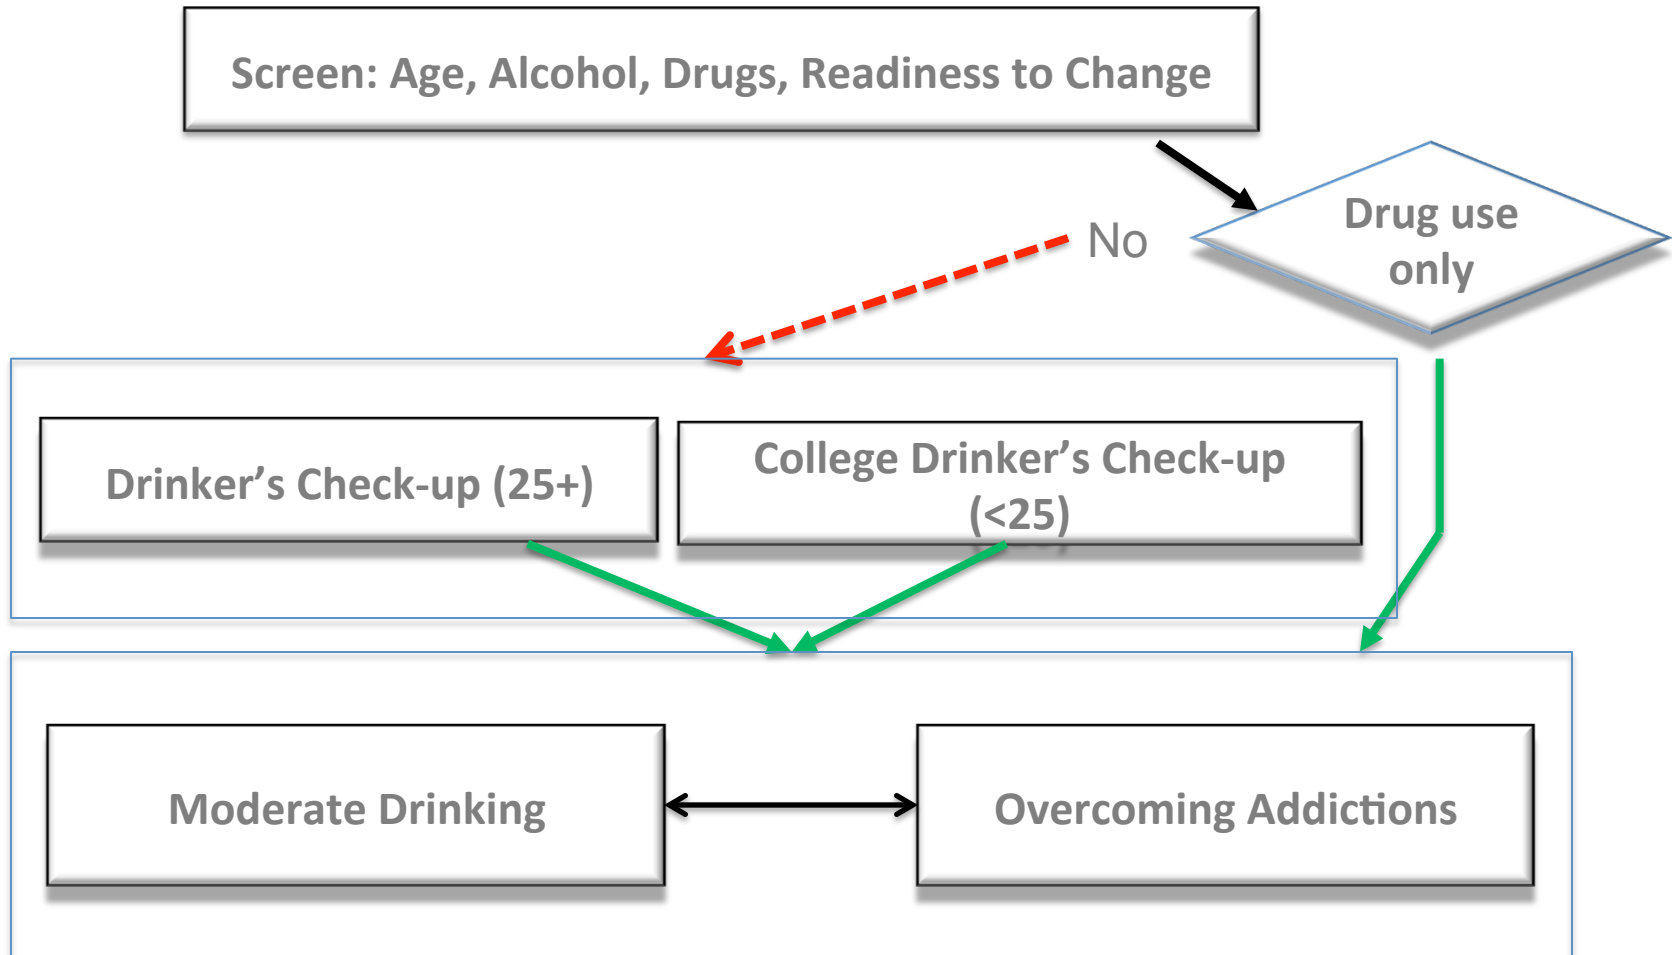 Screen: Age, Alcohol, Drugs, Readiness to Change
Drug use
only
No
Drinker’s Check-up (25+)
College Drinker’s Check-up
(<25)
Moderate Drinking
Overcoming Addictions